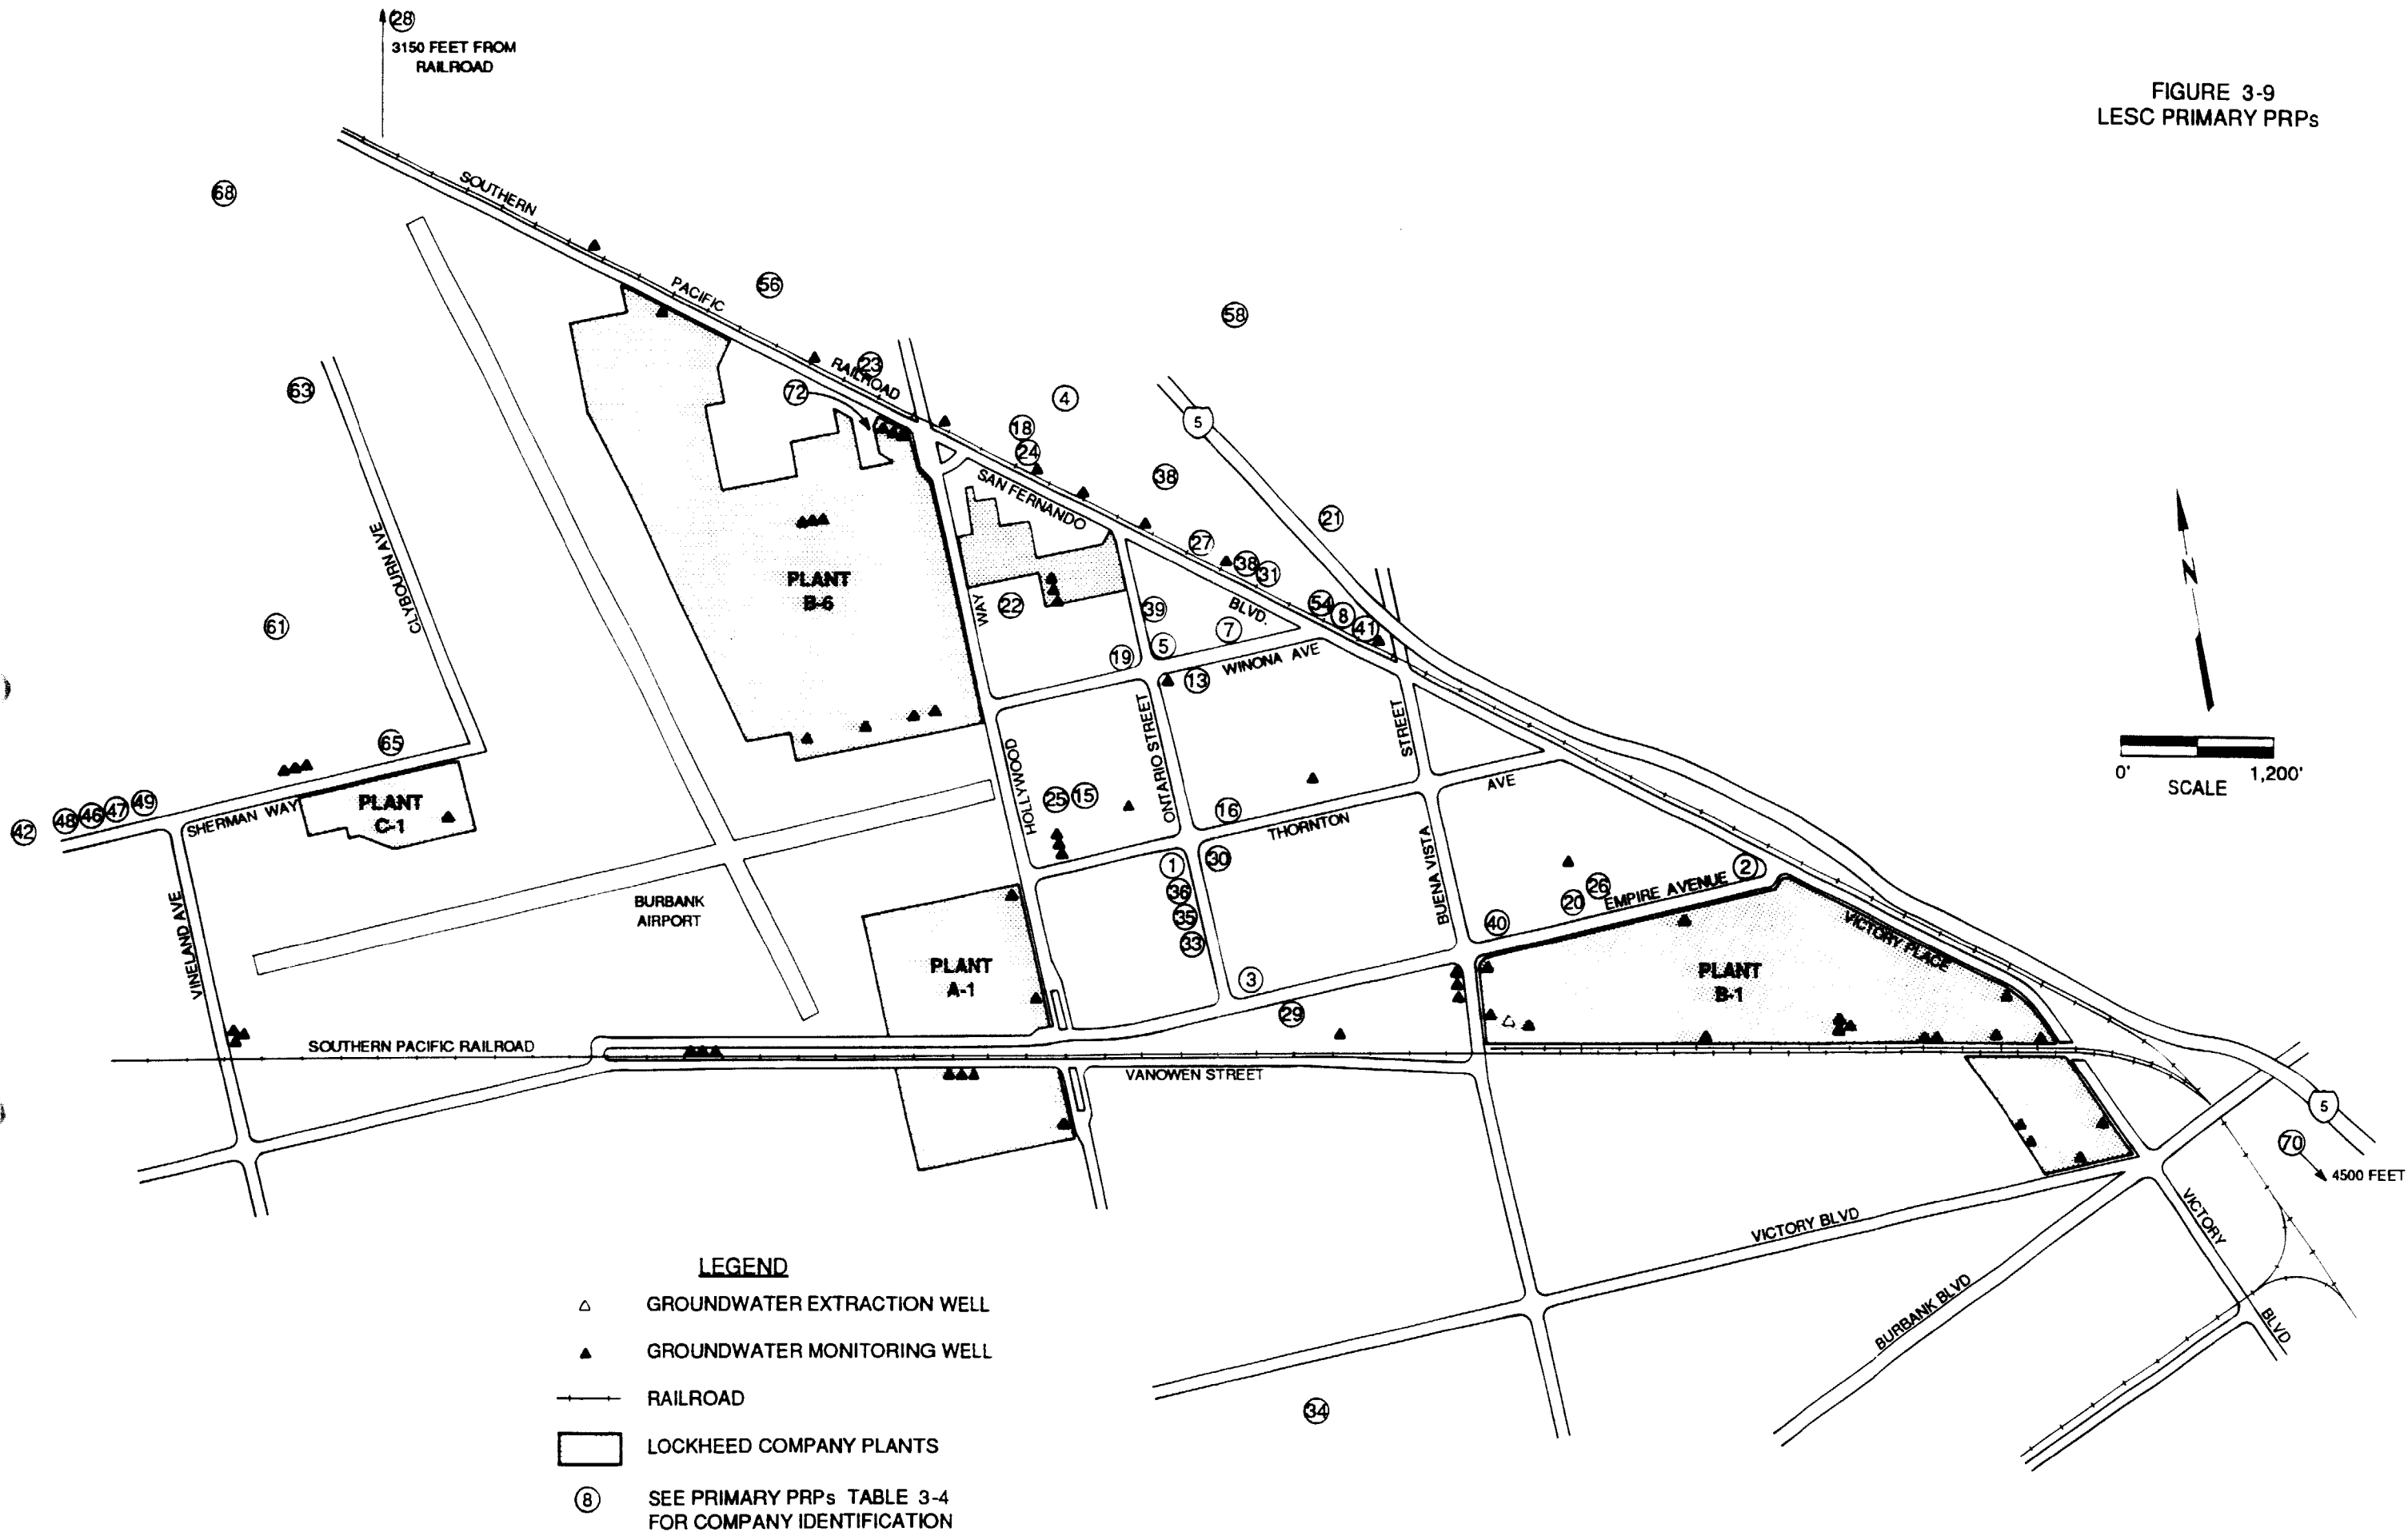 28
3150 FEET FROM
RAILROAD
FIGURE 3-9
LESC PRIMARY PRPs
68
SOUTHERN
PACIFIC
RAILROAD
56
58
23
72
63
4
18
24
38
5
21
SAN FERNANDO
BLVD.
27
38
31
54
8
41
CLYBOURN AVE
PLANT
B-6
WAY
22
39
7
5
19
WINONA AVE
13
61
N
0'
1,200'
SCALE
65
HOLLYWOOD
ONTARIO STREET
STREET
AVE
25
15
16
THORNTON
42
48
46
47
49
SHERMAN WAY
PLANT
C-1
1
30
36
35
33
BUENA VISTA
2
26
20
EMPIRE AVENUE
40
VINELAND AVE
BURBANK
AIRPORT
PLANT
A-1
3
29
PLANT
B-1
VICTORY PLACE
SOUTHERN PACIFIC RAILROAD
VANOWEN STREET
5
70
4500 FEET
VICTORY BLVD
VICTORY
BLVD
BURBANK BLVD
34
LEGEND
GROUNDWATER EXTRACTION WELL
GROUNDWATER MONITORING WELL
RAILROAD
LOCKHEED COMPANY PLANTS
8 SEE PRIMARY PRPs TABLE 3-4
FOR COMPANY IDENTIFICATION